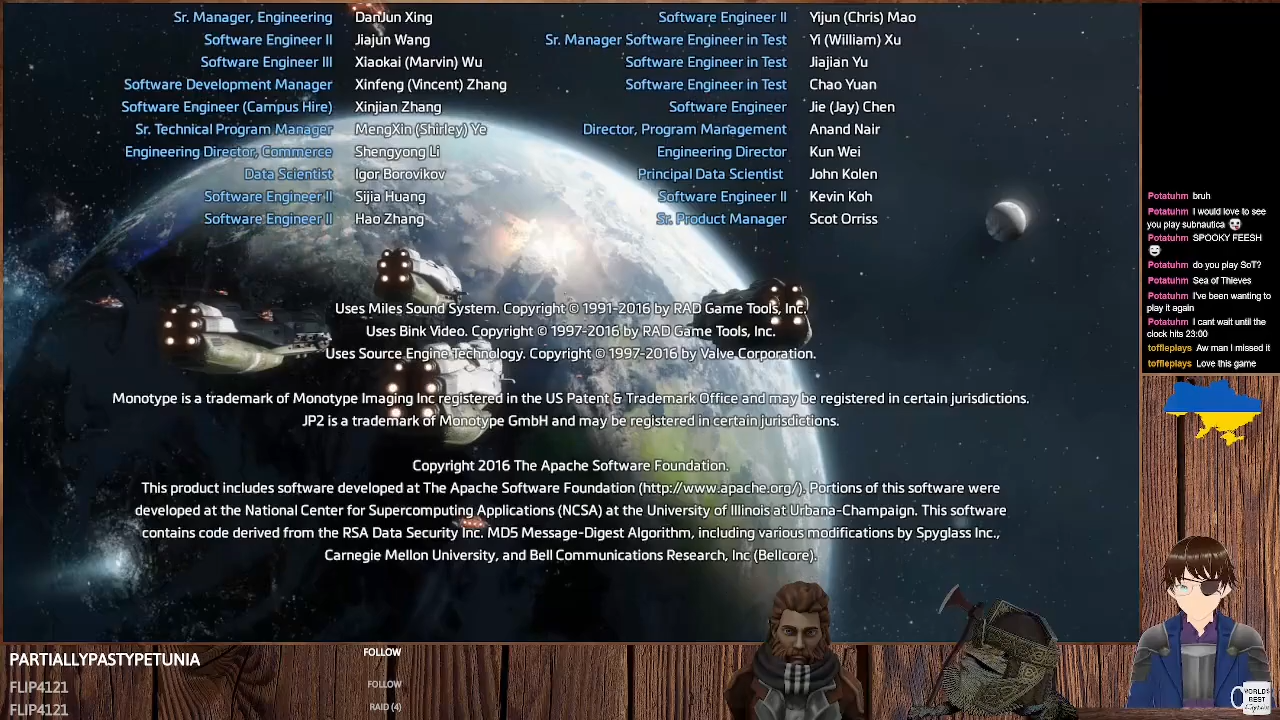 Sr. Manager, Engineering DanJun Xing Software Engineer II Yijun (Chris) Mao
Software Engineer II Jiajun Wang Sr. Manager Software Engineer in Test Yi (William) Xu
Software Engineer III Xiaokai (Marvin) Wu Software Engineer in Test Jiajian Yu
Software Development Manager Xinfeng (Vincent) Zhang Software Engineer in Test Chao Yuan
Software Engineer (Campus Hire) Xinjian Zhang Software Engineer Jie (Jay) Chen
Sr. Technical Program Manager MengXin (Shirley) Ye Director, Program Management Anand Nair
Engineering Director, Commerce Shengyong Li Engineering Director Kun Wei
Data Scientist Igor Borovikov Principal Data Scientist John Kolen
Software Engineer II Sijia Huang Software Engineer II Kevin Koh
Software Engineer II Hao Zhang Sr. Product Manager Scot Orriss
Uses Miles Sound System. Copyright © 1991-2016 by RAD Game Tools, Inc.
Uses Bink Video. Copyright © 1997-2016 by RAD Game Tools, Inc.
Uses Source Engine Technology. Copyright © 1997-2016 by Valve Corporation.
Monotype is a trademark of Monotype Imaging Inc registered in the US Patent & Trademark Office and may be registered in certain jurisdictions.
JP2 is a trademark of Monotype GmbH and may be registered in certain jurisdictions.
Copyright 2016 The Apache Software Foundation.
This product includes software developed at The Apache Software Foundation (http://www.apache.org/). Portions of this software were
developed at the National Center for Supercomputing Applications (NCSA) at the University of Illinois at Urbana-Champaign. This software
contains code derived from the RSA Data Security Inc. MD5 Message-Digest Algorithm, including various modifications by Spyglass Inc.,
Carnegie Mellon University, and Bell Communications Research, Inc (Bellcore).
Potatuhm bruh
Potatuhm I would love to see
you play subnautica
Potatuhm SPOOKY FEESH
Potatuhm do you play SoT?
Potatuhm Sea of Thieves
Potatuhm I've been wanting to
play it again
Potatuhm I cant wait until the
clock hits 23:00
toffieplays Aw man I missed it
toffieplays Love this game
PARTIALLYPASTYPETUNIA FOLLOW
FLIP4121 FOLLOW
FLIP4121 RAID (4)
WORLDS
BEST
Captain